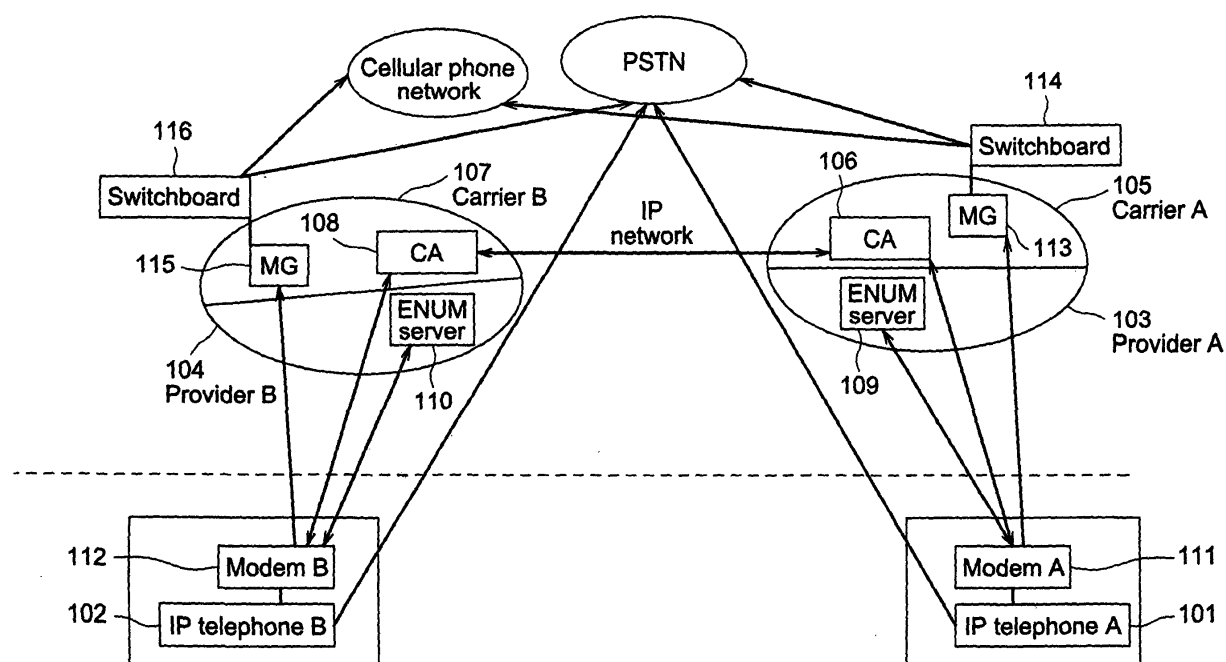 Cellular phone
network
PSTN
114
Switchboard
116
Switchboard
107
Carrier B
106
105
Carrier A
108
CA
IP
network
CA
MG
113
115
MG
ENUM
server
ENUM
server
103
Provider A
104
Provider B
110
109
112
Modem B
Modem A
111
102
IP telephone B
IP telephone A
101